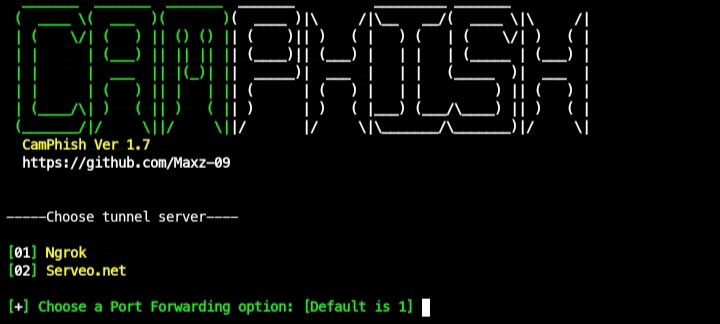 CAMPHISH
CamPhish Ver 1.7
https://github.com/Maxz-09
-----Choose tunnel server----
[01] Ngrok
[02] Serveo.net
[+] Choose a Port Forwarding option: [Default is 1]